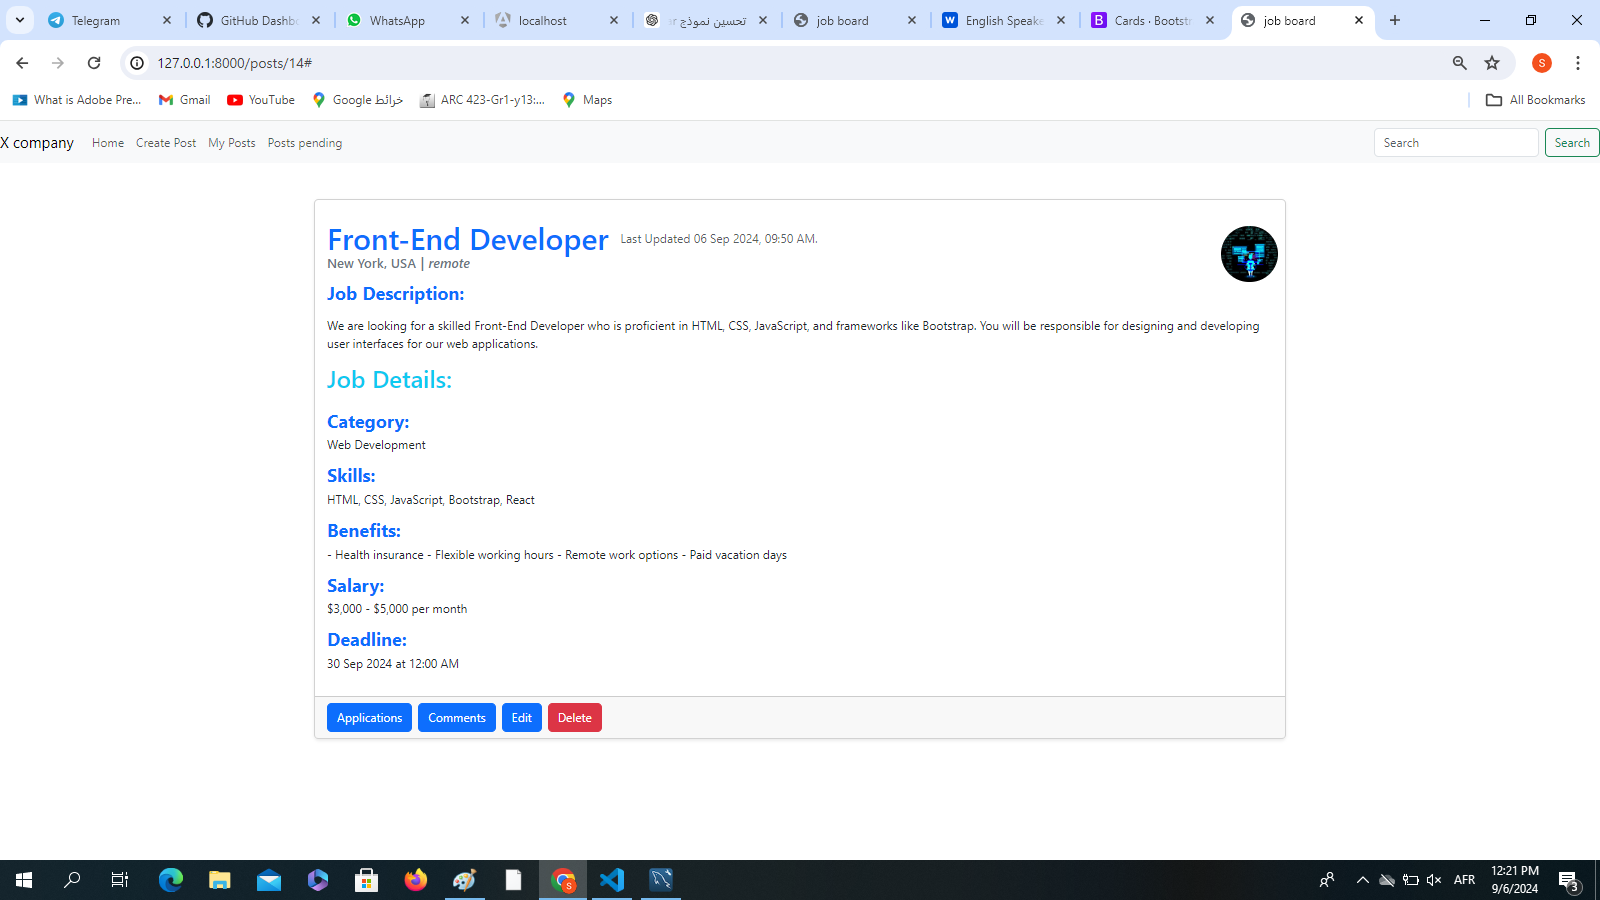 Telegram
GitHub Dashb
WhatsApp
localhost
تحسين نموذج ar
job board
English Speake
Cards · Bootstr
job board
127.0.0.1:8000/posts/14#
S
What is Adobe Pre...
Gmail
YouTube
Google خرائط
ARC 423-Gr1-y13:...
Maps
All Bookmarks
X company
Home
Create Post
My Posts
Posts pending
Search
Search
Front-End Developer
Last Updated 06 Sep 2024, 09:50 AM.
New York, USA | remote
Job Description:
We are looking for a skilled Front-End Developer who is proficient in HTML, CSS, JavaScript, and frameworks like Bootstrap. You will be responsible for designing and developing
user interfaces for our web applications.
Job Details:
Category:
Web Development
Skills:
HTML, CSS, JavaScript, Bootstrap, React
Benefits:
- Health insurance - Flexible working hours - Remote work options - Paid vacation days
Salary:
$3,000 - $5,000 per month
Deadline:
30 Sep 2024 at 12:00 AM
Applications
Comments
Edit
Delete
AFR
12:21 PM
9/6/2024
3